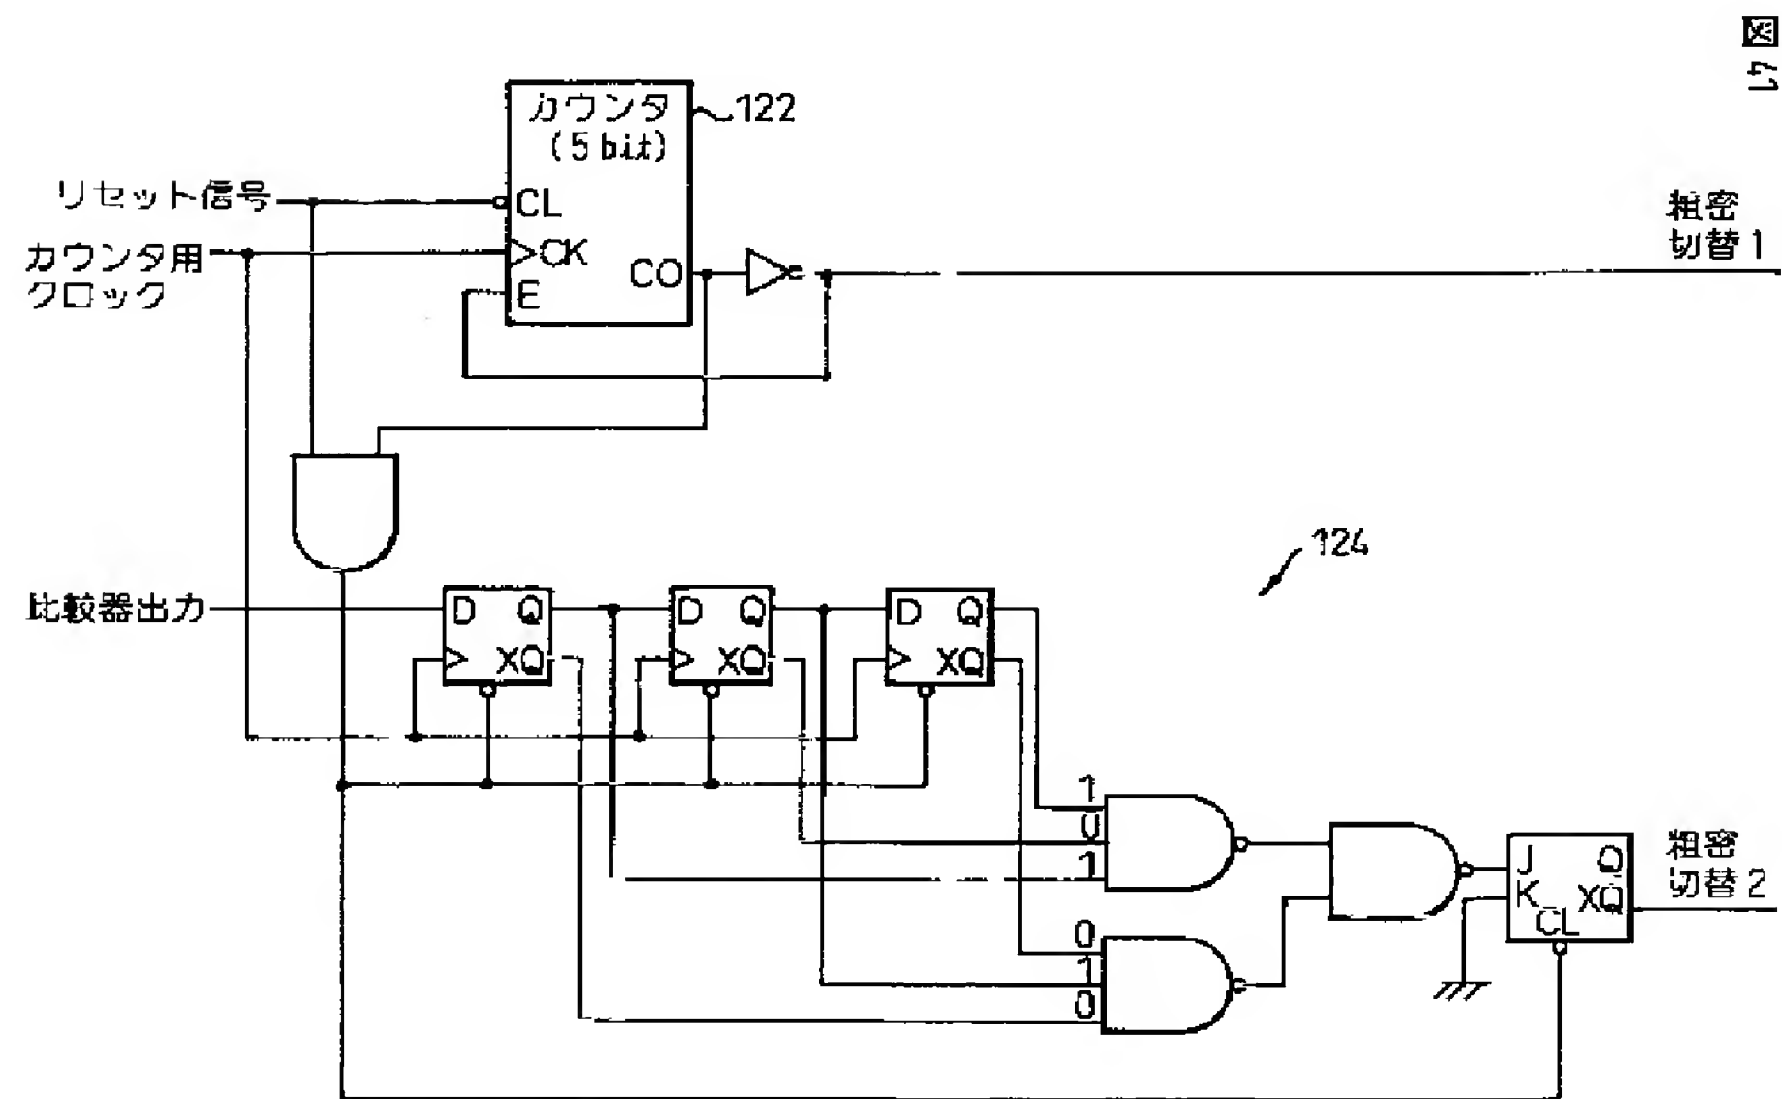 図
47
カウンタ
(5 bit)
122
リセット信号
CL
カウンタ用
クロック
CK
CO
E
粗密
切替1
124
比較器出力
D Q
XQ
D Q
XQ
D Q
XQ
1
0
1
0
1
0
J Q
K XQ
CL
粗密
切替2